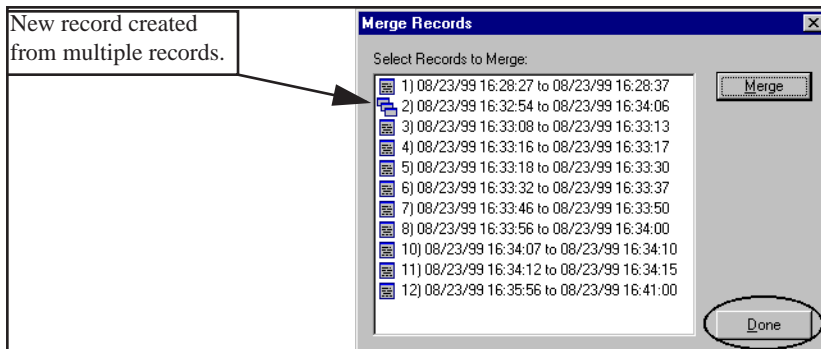 New record created
from multiple records.
Merge Records
Select Records to Merge:
1) 08/23/99 16:28:27 to 08/23/99 16:28:37
2) 08/23/99 16:32:54 to 08/23/99 16:34:06
3) 08/23/99 16:33:08 to 08/23/99 16:33:13
4) 08/23/99 16:33:16 to 08/23/99 16:33:17
5) 08/23/99 16:33:18 to 08/23/99 16:33:30
6) 08/23/99 16:33:32 to 08/23/99 16:33:37
7) 08/23/99 16:33:46 to 08/23/99 16:33:50
8) 08/23/99 16:33:56 to 08/23/99 16:34:00
10) 08/23/99 16:34:07 to 08/23/99 16:34:10
11) 08/23/99 16:34:12 to 08/23/99 16:34:15
12) 08/23/99 16:35:56 to 08/23/99 16:41:00
Merge
Done